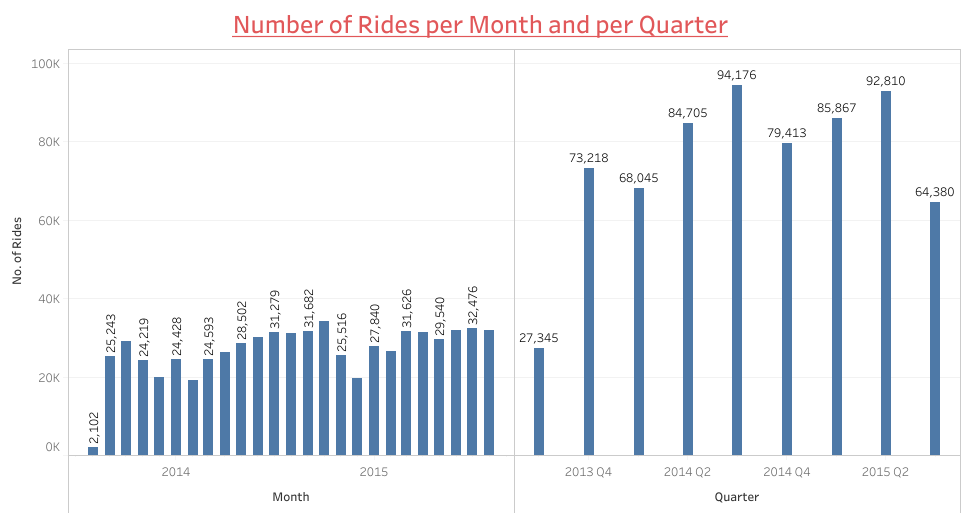 Number of Rides per Month and per Quarter
No. of Rides
100K
80K
60K
40K
20K
0K
2,102
25,243
24,219
24,428
24,593
28,502
31,279
31,682
25,516
27,840
31,626
29,540
32,476
27,345
73,218
68,045
84,705
94,176
79,413
85,867
92,810
64,380
2014
2015
2013 Q4
2014 Q2
2014 Q4
2015 Q2
Month
Quarter